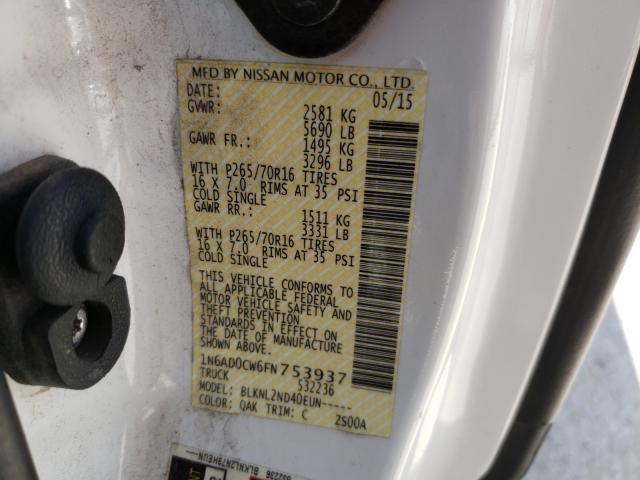 MFD BY NISSAN MOTOR CO., LTD.
DATE: 05/15
GVWR: 2581 KG
5690 LB
GAWR FR.: 1495 KG
3296 LB
WITH P265/70R16 TIRES
16 X 7.0 RIMS AT 35 PSI
COLD SINGLE
GAWR RR.: 1511 KG
3331 LB
WITH P265/70R16 TIRES
16 X 7.0 RIMS AT 35 PSI
COLD SINGLE
THIS VEHICLE CONFORMS TO
ALL APPLICABLE FEDERAL
MOTOR VEHICLE SAFETY AND
THEFT PREVENTION
STANDARDS IN EFFECT ON
THE DATE OF MANUFACTURE
SHOWN ABOVE.
1N6AD0CW6FN753937
TRUCK 532236
MODEL: BLKNL2ND40EUN-----
COLOR: QAK TRIM: C ZS00A
532236 BLKNL2N79HEUN